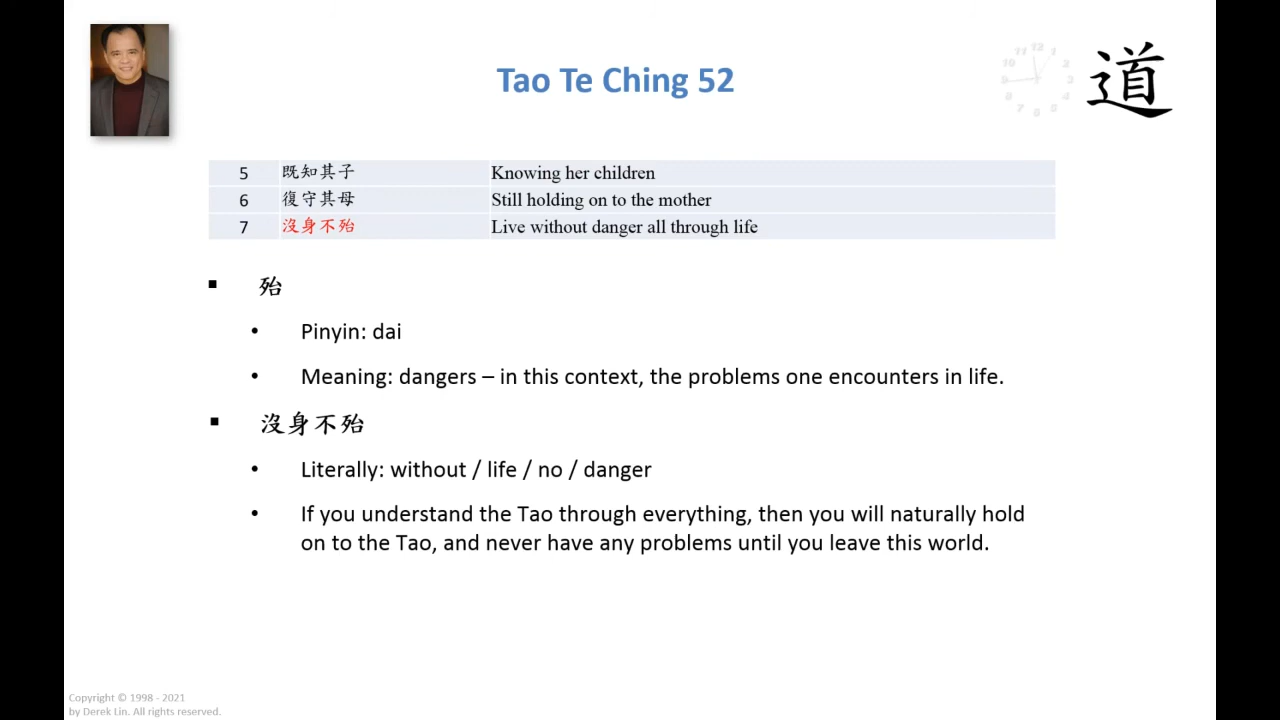 Tao Te Ching 52
道
5 既知其子 Knowing her children
6 復守其母 Still holding on to the mother
7 沒身不殆 Live without danger all through life
▪ 殆
• Pinyin: dai
• Meaning: dangers – in this context, the problems one encounters in life.
▪ 沒身不殆
• Literally: without / life / no / danger
• If you understand the Tao through everything, then you will naturally hold
on to the Tao, and never have any problems until you leave this world.
Copyright © 1998 - 2021
by Derek Lin. All rights reserved.